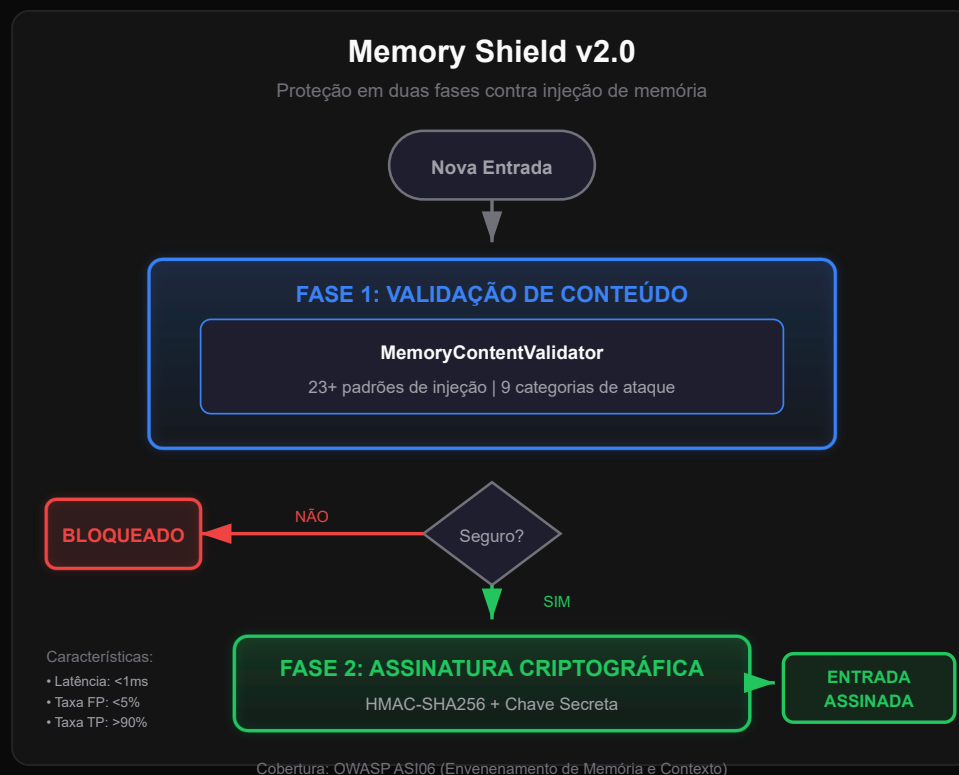 Memory Shield v2.0
Proteção em duas fases contra injeção de memória
Nova Entrada
FASE 1: VALIDAÇÃO DE CONTEÚDO
MemoryContentValidator
23+ padrões de injeção | 9 categorias de ataque
BLOQUEADO
NÃO
Seguro?
SIM
Características:
• Latência: <1ms
• Taxa FP: <5%
• Taxa TP: >90%
FASE 2: ASSINATURA CRIPTOGRÁFICA
HMAC-SHA256 + Chave Secreta
ENTRADA
ASSINADA
Cobertura: OWASP ASI06 (Envenenamento de Memória e Contexto)